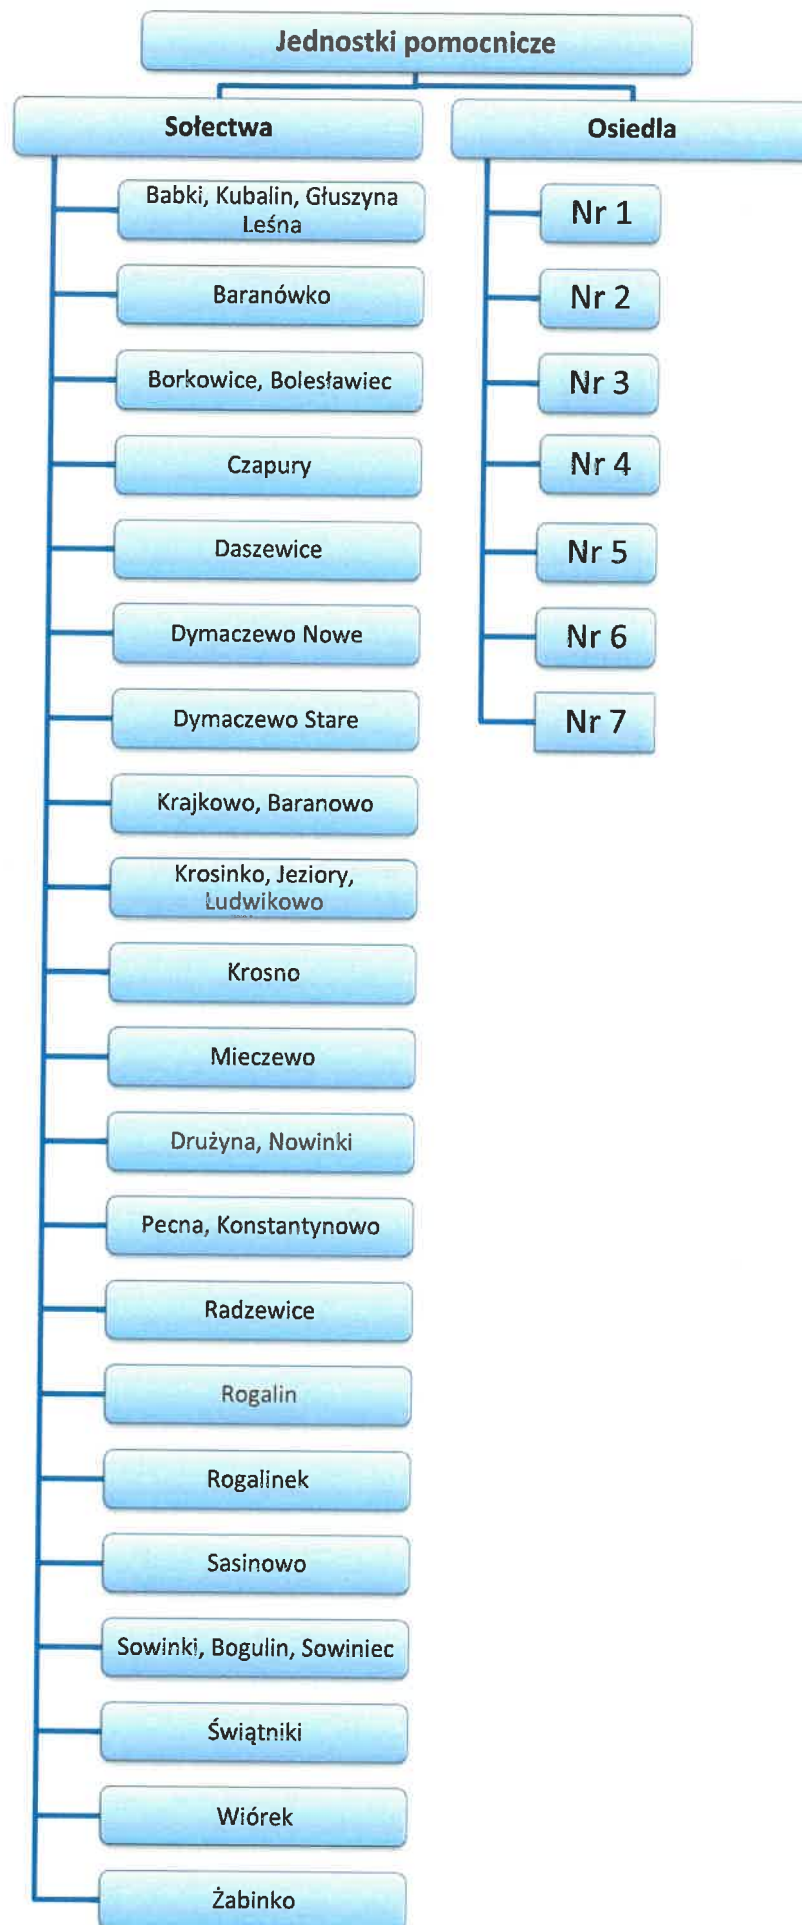 Jednostki pomocnicze
Sołectwa
Babki, Kubalin, Głuszyna
Leśna
Baranówko
Borkowice, Bolesławiec
Czapury
Daszewice
Dymaczewo Nowe
Dymaczewo Stare
Krajkowo, Baranowo
Krosinko, Jeziory,
Ludwikowo
Krosno
Mieczewo
Drużyna, Nowinki
Pecna, Konstantynowo
Radzewice
Rogalin
Rogalinek
Sasinowo
Sowinki, Bogulin, Sowiniec
Świątniki
Wiórek
Żabinko
Osiedla
Nr 1
Nr 2
Nr 3
Nr 4
Nr 5
Nr 6
Nr 7